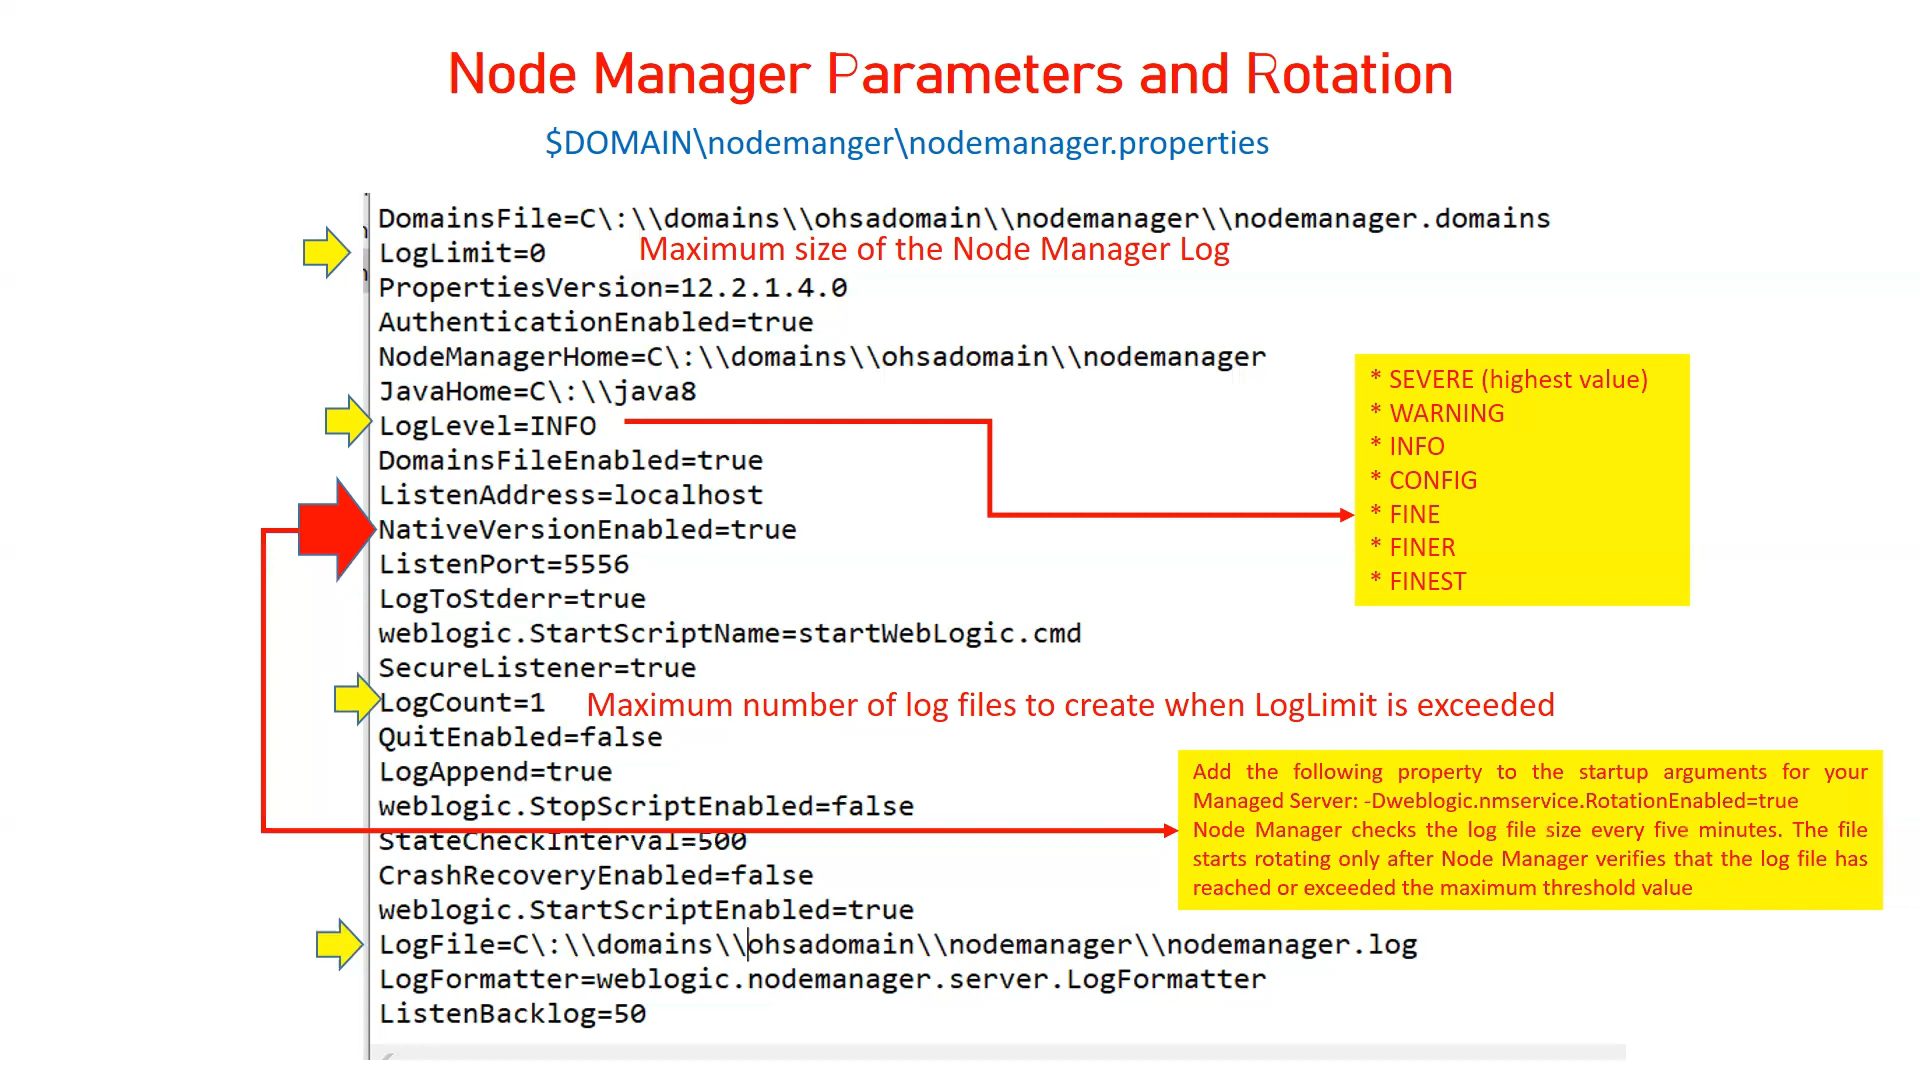 Node Manager Parameters and Rotation
$DOMAIN\nodemanger\nodemanager.properties
DomainsFile=C\:\\domains\\ohsadomain\\nodemanager\\nodemanager.domains
LogLimit=0
Maximum size of the Node Manager Log
PropertiesVersion=12.2.1.4.0
AuthenticationEnabled=true
NodeManagerHome=C\:\\domains\\ohsadomain\\nodemanager
JavaHome=C\:\\java8
LogLevel=INFO
DomainsFileEnabled=true
ListenAddress=localhost
NativeVersionEnabled=true
ListenPort=5556
LogToStderr=true
weblogic.StartScriptName=startWebLogic.cmd
SecureListener=true
LogCount=1
Maximum number of log files to create when LogLimit is exceeded
QuitEnabled=false
LogAppend=true
weblogic.StopScriptEnabled=false
StateCheckInterval=500
CrashRecoveryEnabled=false
weblogic.StartScriptEnabled=true
LogFile=C\:\\domains\\ohsadomain\\nodemanager\\nodemanager.log
LogFormatter=weblogic.nodemanager.server.LogFormatter
ListenBacklog=50
* SEVERE (highest value)
* WARNING
* INFO
* CONFIG
* FINE
* FINER
* FINEST
Add the following property to the startup arguments for your
Managed Server: -Dweblogic.nmservice.RotationEnabled=true
Node Manager checks the log file size every five minutes. The file
starts rotating only after Node Manager verifies that the log file has
reached or exceeded the maximum threshold value